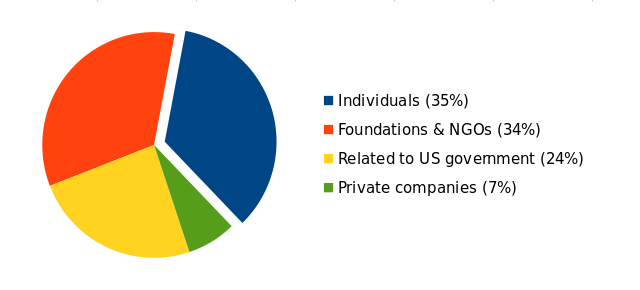 Individuals (35%)
Foundations & NGOs (34%)
Related to US government (24%)
Private companies (7%)